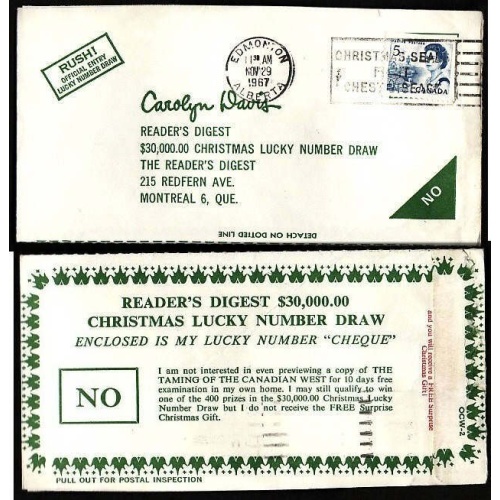 RUSH!
OFFICIAL ENTRY
LUCKY NUMBER DRAW
EDMONTON
11 30 AM
NOV 29
1967
ALBERTA
CHRISTMAS SEAL
CHEST
5
CANADA
Carolyn Davis
READER'S DIGEST
$30,000.00 CHRISTMAS LUCKY NUMBER DRAW
THE READER'S DIGEST
215 REDFERN AVE.
MONTREAL 6, QUE.
NO
DETACH ON DOTTED LINE
READER'S DIGEST $30,000.00
CHRISTMAS LUCKY NUMBER DRAW
ENCLOSED IS MY LUCKY NUMBER "CHEQUE"
NO
I am not interested in even previewing a copy of THE
TAMING OF THE CANADIAN WEST for 10 days free
examination in my own home. I may still qualify to win
one of the 400 prizes in the $30,000.00 Christmas Lucky
Number Draw but I do not receive the FREE Surprise
Christmas Gift.
and you will receive a FREE Surprise
Christmas Gift!
OCW-2
PULL OUT FOR POSTAL INSPECTION